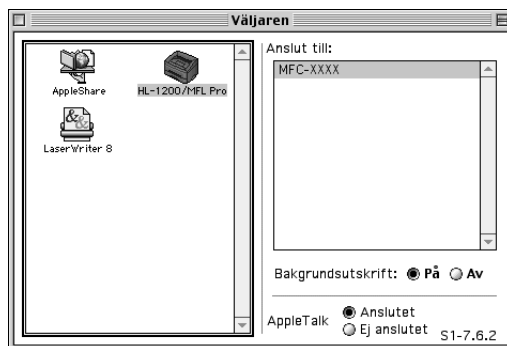 Väljaren
AppleShare
HL-1200/MFL Pro
LaserWriter 8
Anslut till:
MFC-XXXX
Bakgrundsutskrift: På Av
AppleTalk
Anslutet
Ej anslutet
S1-7.6.2